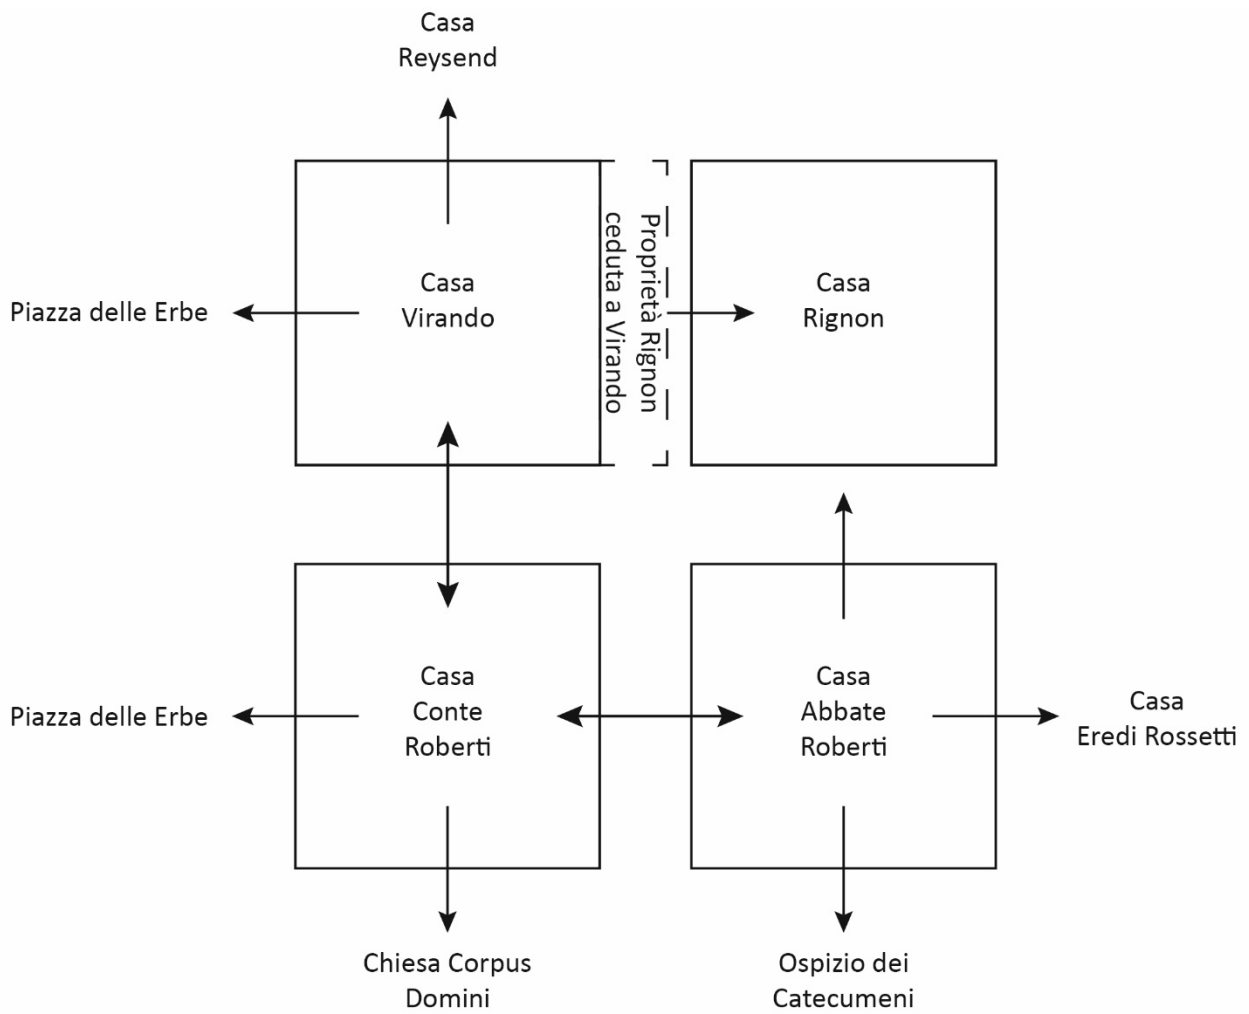 Casa
Reysend
Piazza delle Erbe
Casa
Virando
Proprietà Rignon
ceduta a Virando
Casa
Rignon
Piazza delle Erbe
Casa
Conte
Roberti
Casa
Abbate
Roberti
Casa
Eredi Rossetti
Chiesa Corpus
Domini
Ospizio dei
Catecumeni